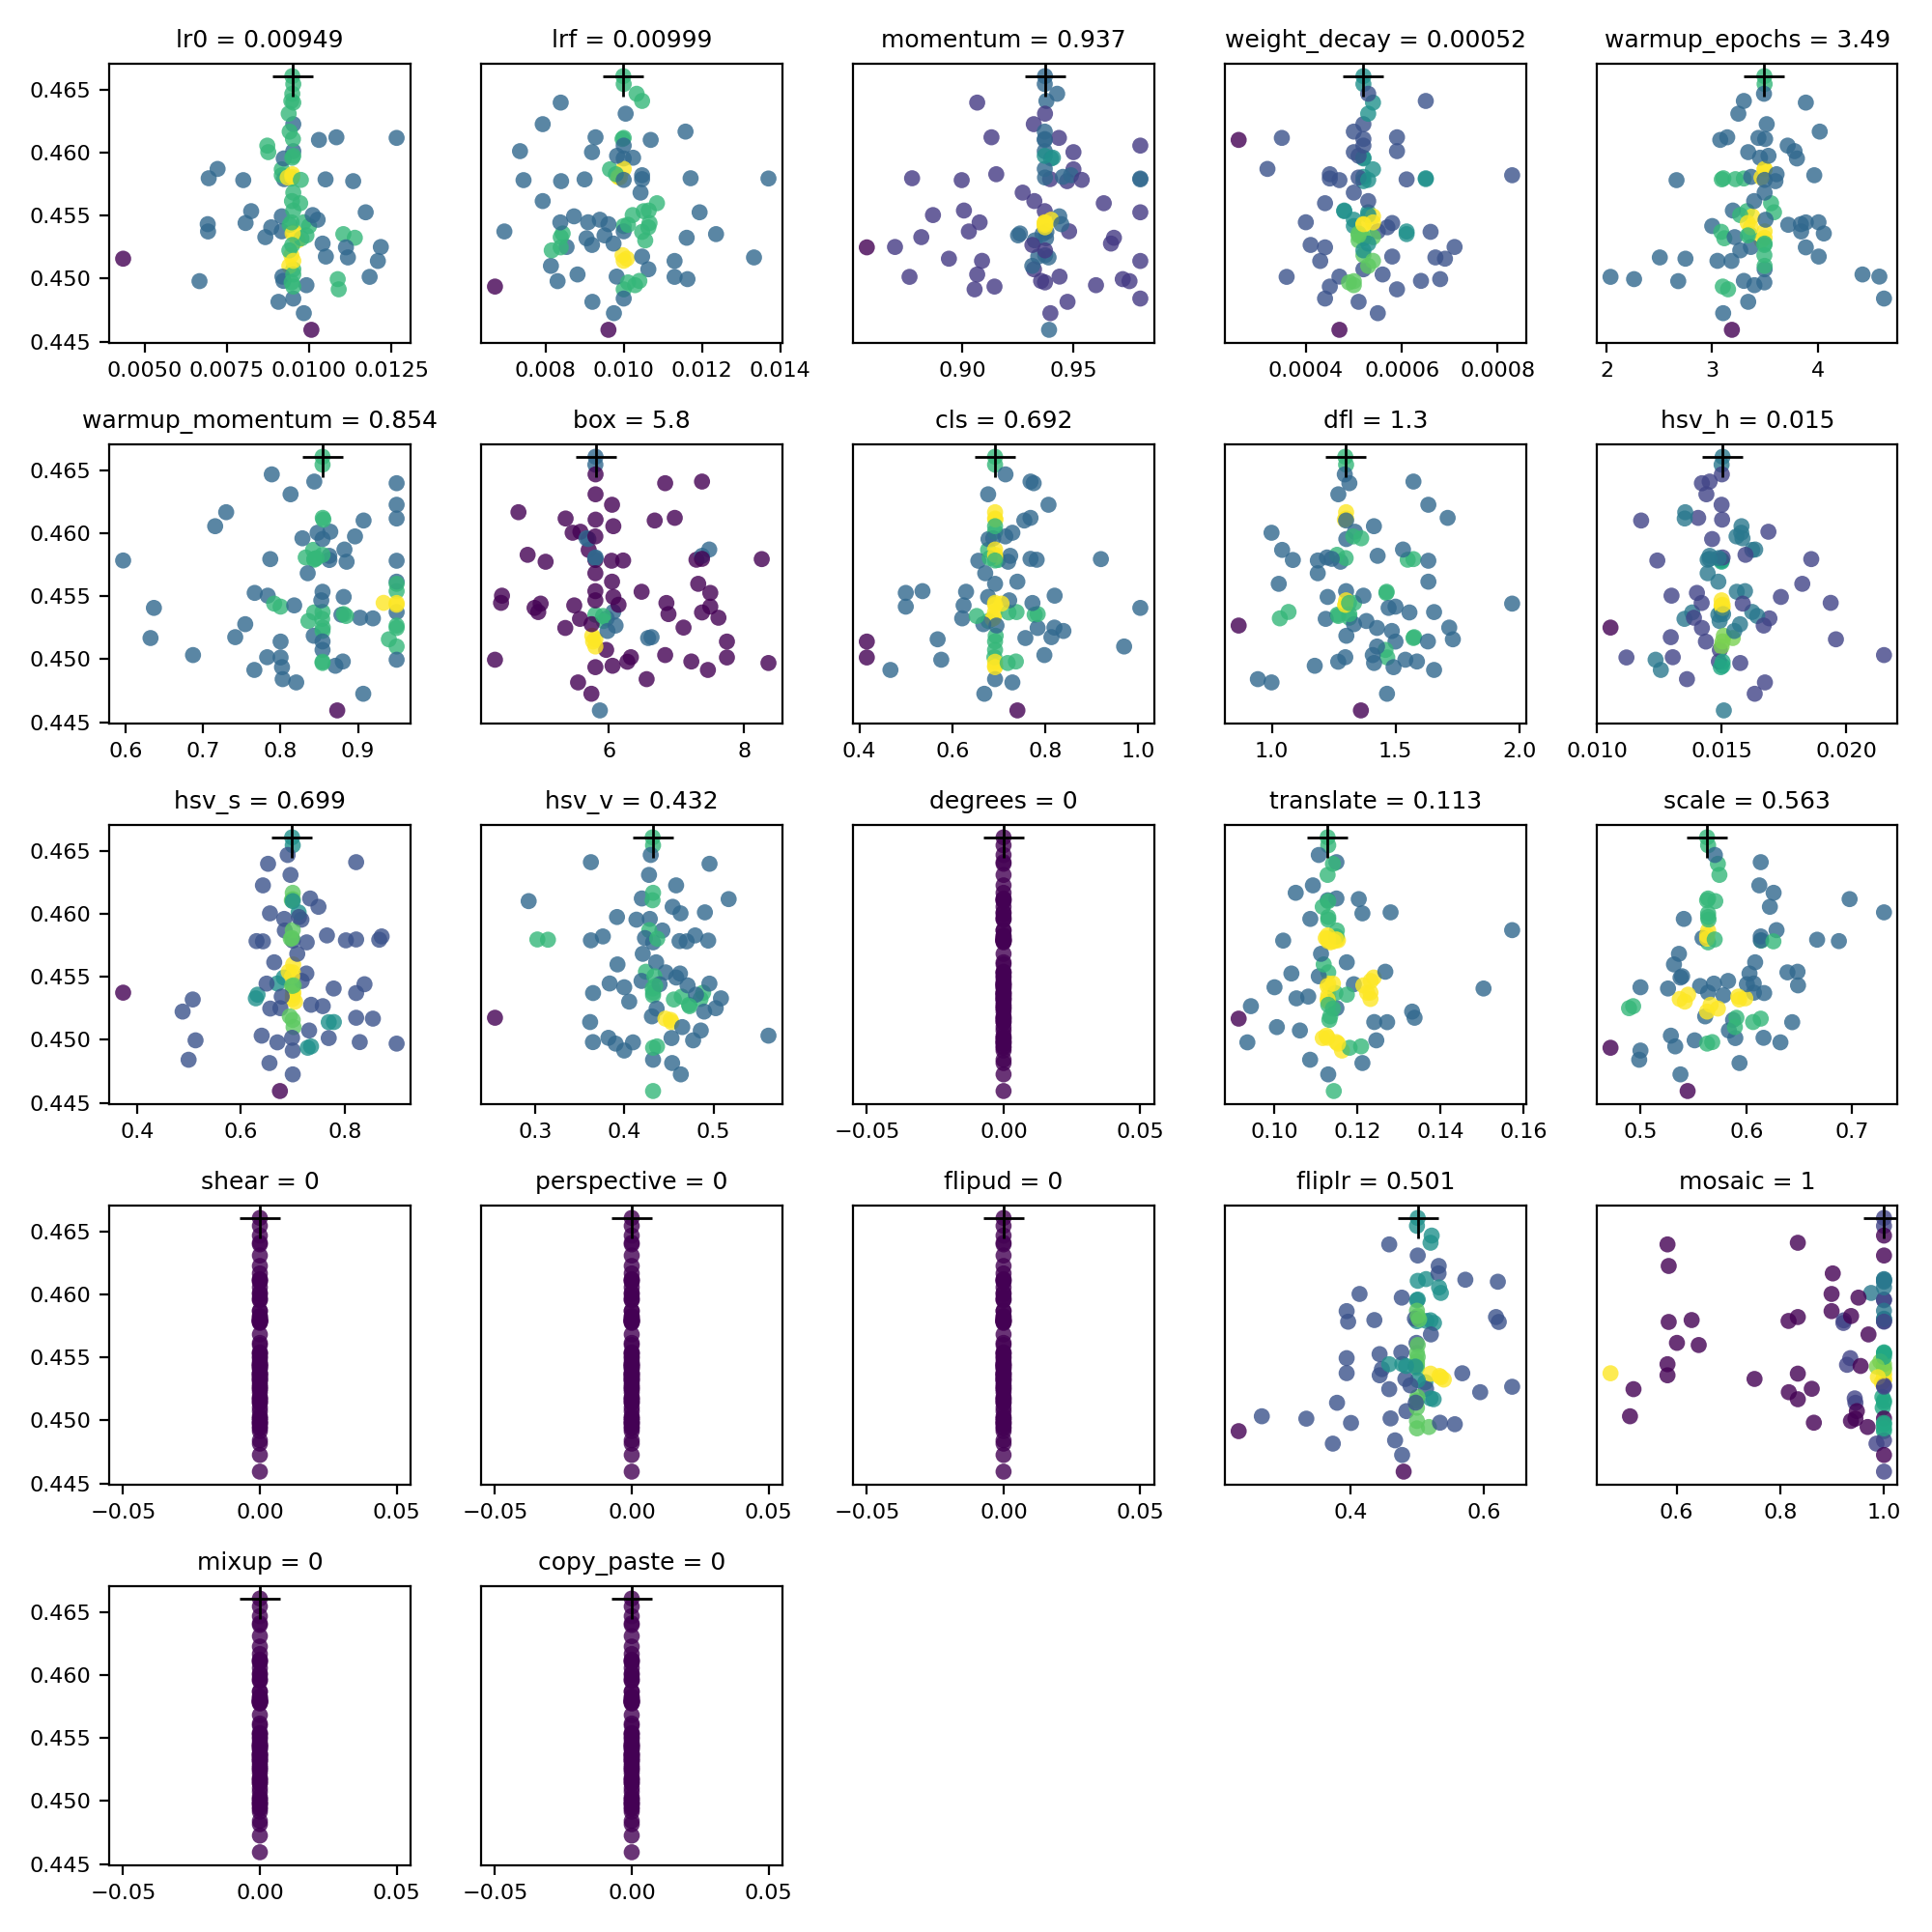 lr0 = 0.00949 lrf = 0.00999 momentum = 0.937 weight_decay = 0.00052 warmup_epochs = 3.49
0.465
0.460
0.455
0.450
0.445
0.0050 0.0075 0.0100 0.0125 0.008 0.010 0.012 0.014 0.90 0.95 0.0004 0.0006 0.0008 2 3 4
warmup_momentum = 0.854 box = 5.8 cls = 0.692 dfl = 1.3 hsv_h = 0.015
0.465
0.460
0.455
0.450
0.445
0.6 0.7 0.8 0.9 6 8 0.4 0.6 0.8 1.0 1.0 1.5 2.0 0.010 0.015 0.020
hsv_s = 0.699 hsv_v = 0.432 degrees = 0 translate = 0.113 scale = 0.563
0.465
0.460
0.455
0.450
0.445
0.4 0.6 0.8 0.3 0.4 0.5 −0.05 0.00 0.05 0.10 0.12 0.14 0.16 0.5 0.6 0.7
shear = 0 perspective = 0 flipud = 0 fliplr = 0.501 mosaic = 1
0.465
0.460
0.455
0.450
0.445
−0.05 0.00 0.05 −0.05 0.00 0.05 −0.05 0.00 0.05 0.4 0.6 0.6 0.8 1.0
mixup = 0 copy_paste = 0
0.465
0.460
0.455
0.450
0.445
−0.05 0.00 0.05 −0.05 0.00 0.05